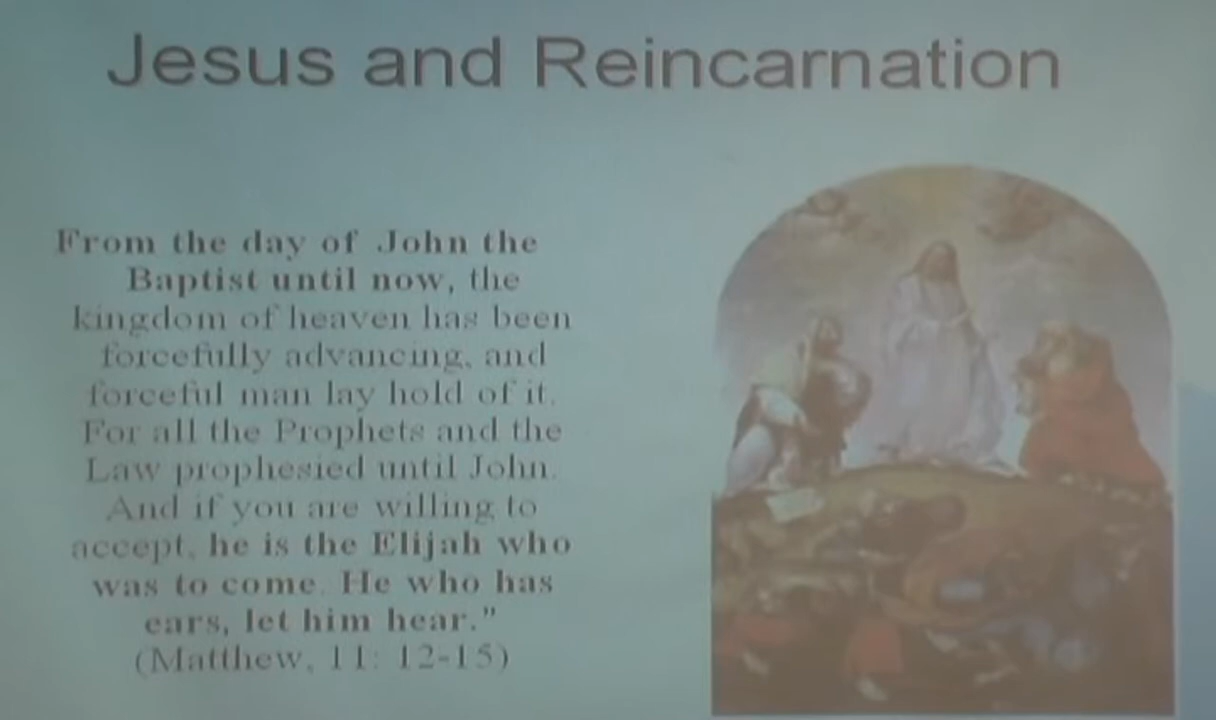 Jesus and Reincarnation
From the day of John the
Baptist until now, the
kingdom of heaven has been
forcefully advancing, and
forceful man lay hold of it.
For all the Prophets and the
Law prophesied until John.
And if you are willing to
accept, he is the Elijah who
was to come. He who has
ears, let him hear.”
(Matthew, 11: 12-15)